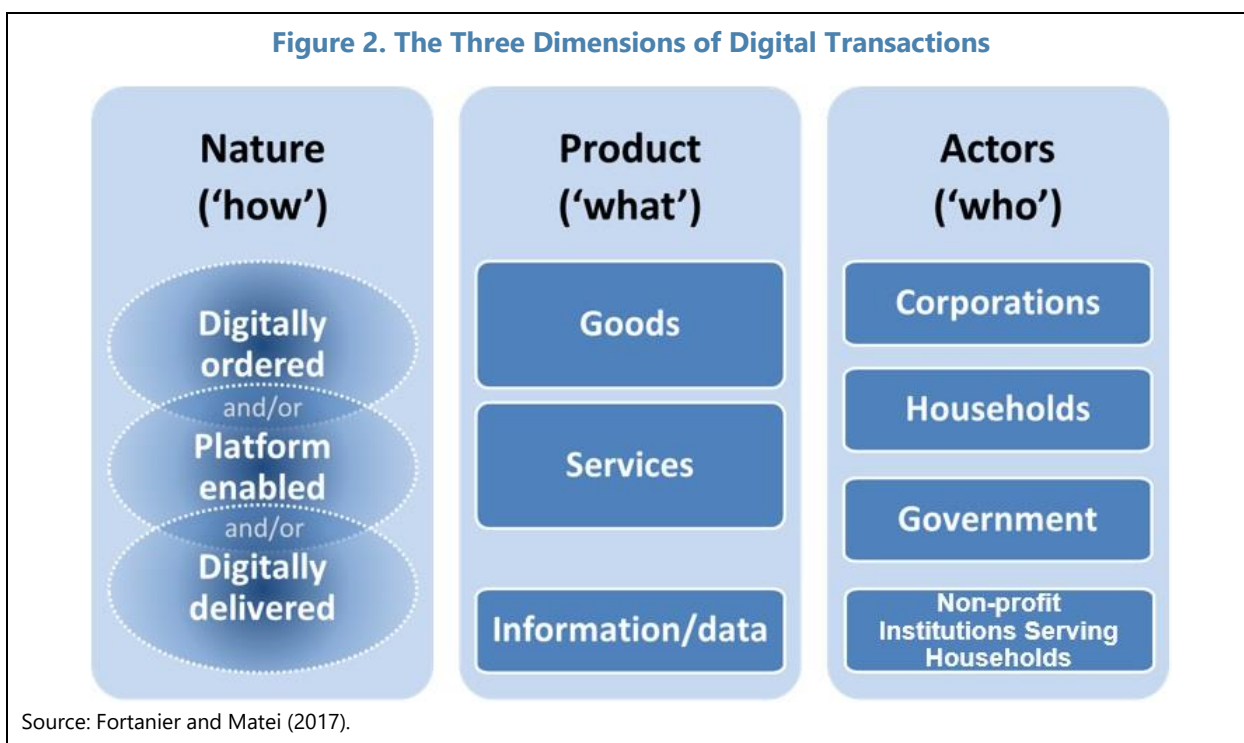 Figure 2. The Three Dimensions of Digital Transactions
Nature
(‘how’)
Digitally
ordered
and/or
Platform
enabled
and/or
Digitally
delivered
Product
(‘what’)
Goods
Services
Information/data
Actors
(‘who’)
Corporations
Households
Government
Non-profit
Institutions Serving
Households
Source: Fortanier and Matei (2017).